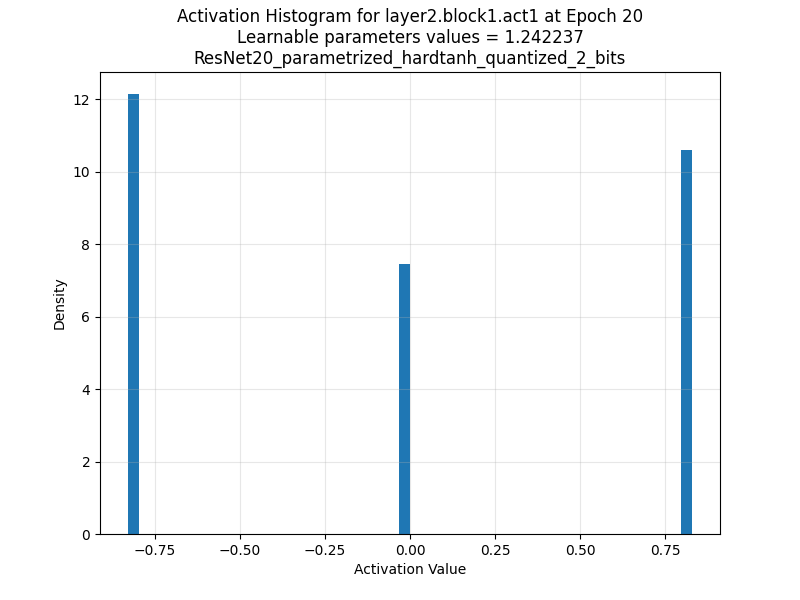 Activation Histogram for layer2.block1.act1 at Epoch 20
Learnable parameters values = 1.242237
ResNet20_parametrized_hardtanh_quantized_2_bits
12
10
8
6
4
2
0
Density
−0.75 −0.50 −0.25 0.00 0.25 0.50 0.75
Activation Value